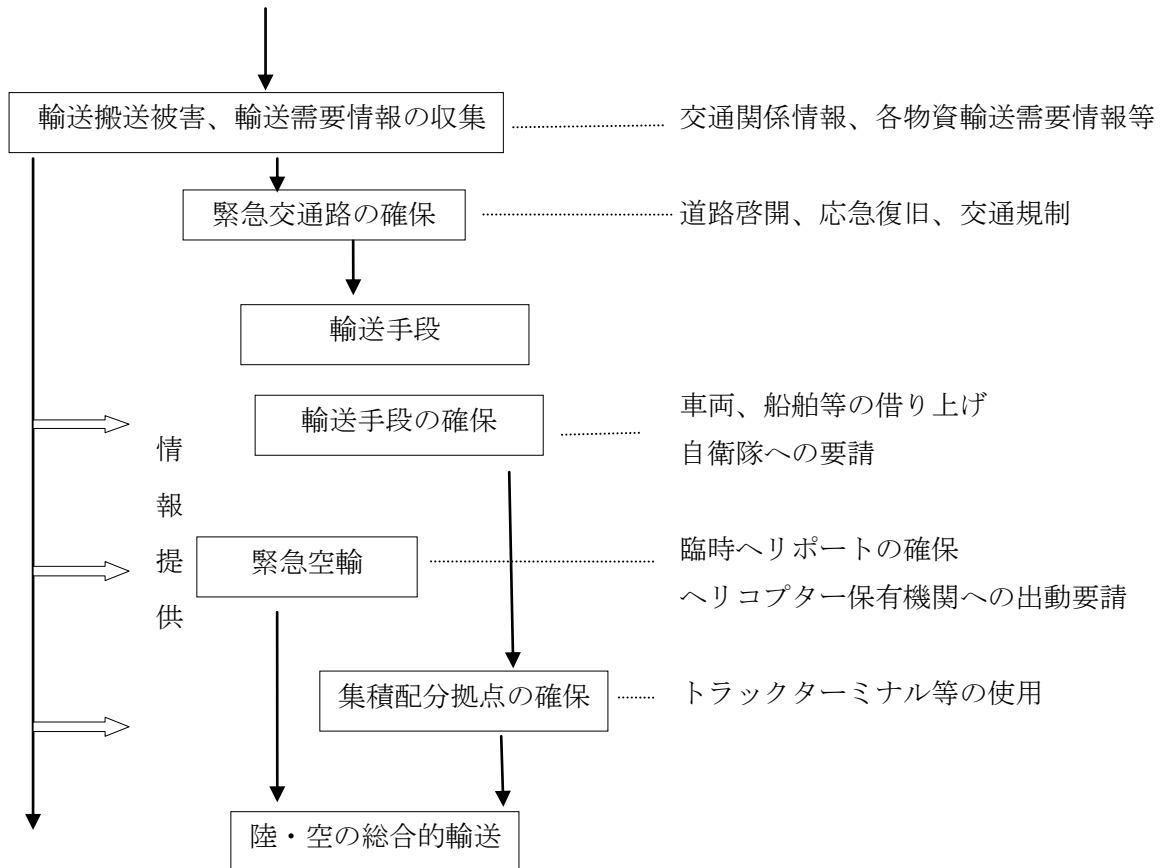 輸送搬送被害、輸送需要情報の収集
交通関係情報、各物資輸送需要情報等
緊急交通路の確保
道路啓開、応急復旧、交通規制
輸送手段
輸送手段の確保
車両、船舶等の借り上げ
自衛隊への要請
情報提供
緊急空輸
臨時ヘリポートの確保
ヘリコプター保有機関への出動要請
集積配分拠点の確保
トラックターミナル等の使用
陸・空の総合的輸送